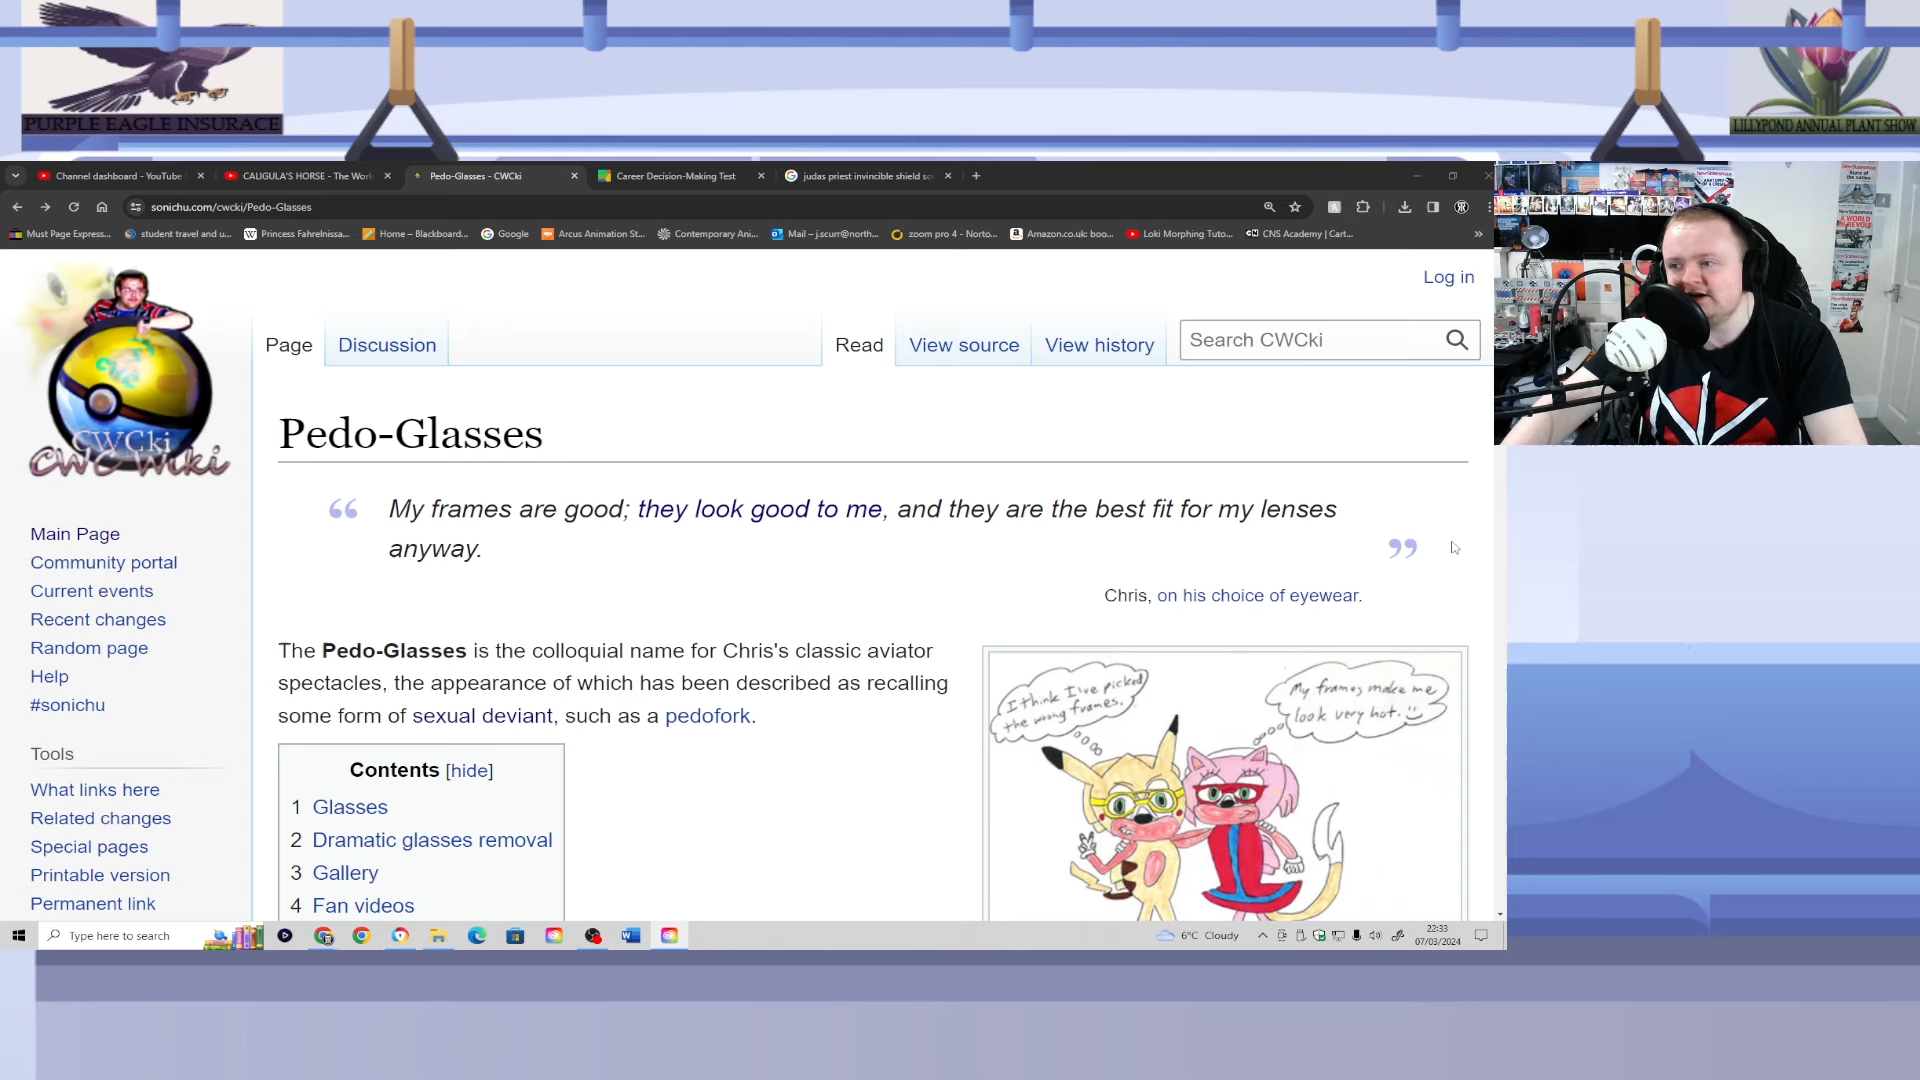 PURPLE EAGLE INSURACE
LILLYPOND ANNUAL PLANT SHOW
Channel dashboard - YouTube
CALIGULA'S HORSE - The Worl
Pedo-Glasses - CWCki
Career Decision-Making Test
judas priest invincible shield so
sonichu.com/cwcki/Pedo-Glasses
Must Page Express...
student travel and u...
Princess Fahrelnissa...
Home – Blackboard...
Google
Arcus Animation St...
Contemporary Ani...
Mail – j.scurr@north...
zoom pro 4 - Norto...
Amazon.co.uk: boo...
Loki Morphing Tuto...
CNS Academy | Cart...
Log in
Page
Discussion
Read
View source
View history
Search CWCki
CWCki
CWC Wiki
Pedo-Glasses
“ My frames are good; they look good to me, and they are the best fit for my lenses
anyway. ”
Chris, on his choice of eyewear.
Main Page
Community portal
Current events
Recent changes
Random page
Help
#sonichu
Tools
What links here
Related changes
Special pages
Printable version
Permanent link
The Pedo-Glasses is the colloquial name for Chris's classic aviator
spectacles, the appearance of which has been described as recalling
some form of sexual deviant, such as a pedofork.
Contents [hide]
1 Glasses
2 Dramatic glasses removal
3 Gallery
4 Fan videos
I think I've picked
the wrong frames.
My frames make me
look very hot.
Type here to search
6°C Cloudy
22:33
07/03/2024